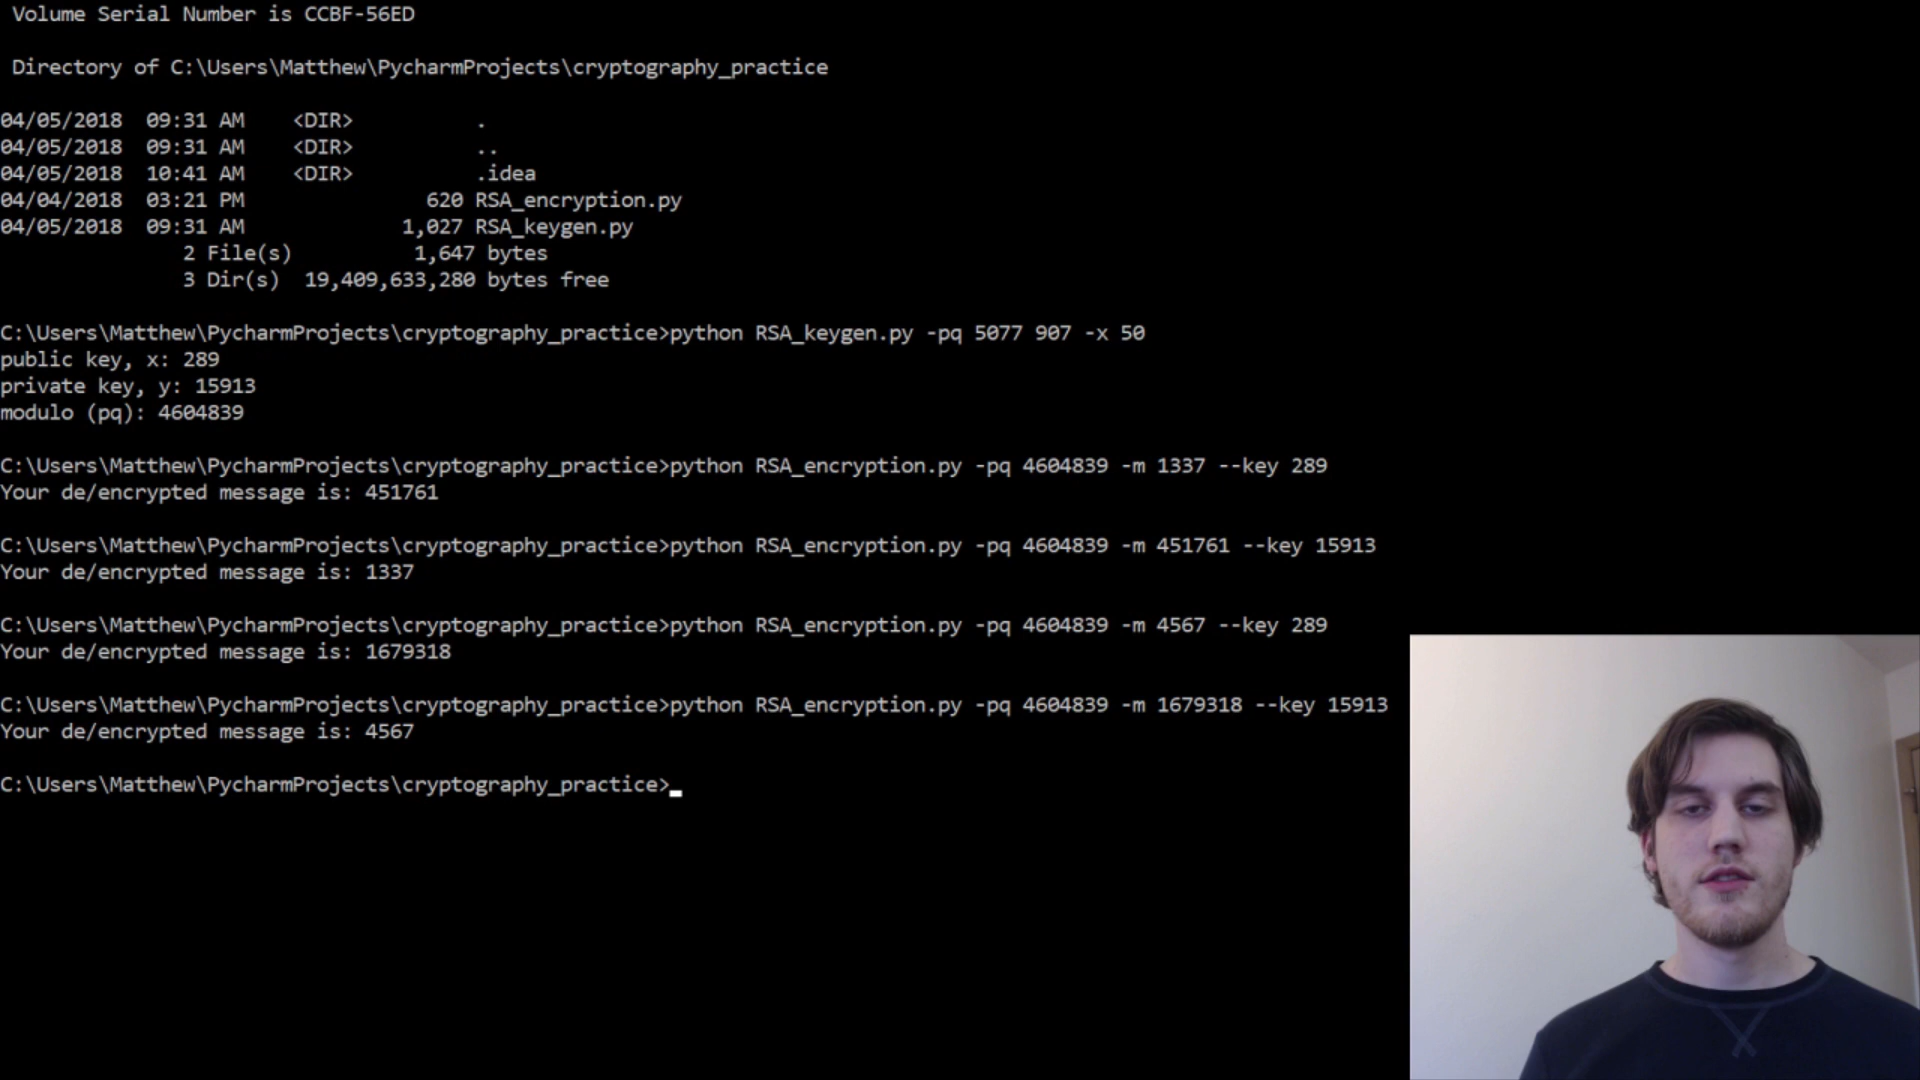 Volume Serial Number is CCBF-56ED
Directory of C:\Users\Matthew\PycharmProjects\cryptography_practice
04/05/2018  09:31 AM    <DIR>          .
04/05/2018  09:31 AM    <DIR>          ..
04/05/2018  10:41 AM    <DIR>          .idea
04/04/2018  03:21 PM               620 RSA_encryption.py
04/05/2018  09:31 AM             1,027 RSA_keygen.py
2 File(s)          1,647 bytes
3 Dir(s)  19,409,633,280 bytes free
C:\Users\Matthew\PycharmProjects\cryptography_practice>python RSA_keygen.py -pq 5077 907 -x 50
public key, x: 289
private key, y: 15913
modulo (pq): 4604839
C:\Users\Matthew\PycharmProjects\cryptography_practice>python RSA_encryption.py -pq 4604839 -m 1337 --key 289
Your de/encrypted message is: 451761
C:\Users\Matthew\PycharmProjects\cryptography_practice>python RSA_encryption.py -pq 4604839 -m 451761 --key 15913
Your de/encrypted message is: 1337
C:\Users\Matthew\PycharmProjects\cryptography_practice>python RSA_encryption.py -pq 4604839 -m 4567 --key 289
Your de/encrypted message is: 1679318
C:\Users\Matthew\PycharmProjects\cryptography_practice>python RSA_encryption.py -pq 4604839 -m 1679318 --key 15913
Your de/encrypted message is: 4567
C:\Users\Matthew\PycharmProjects\cryptography_practice>_